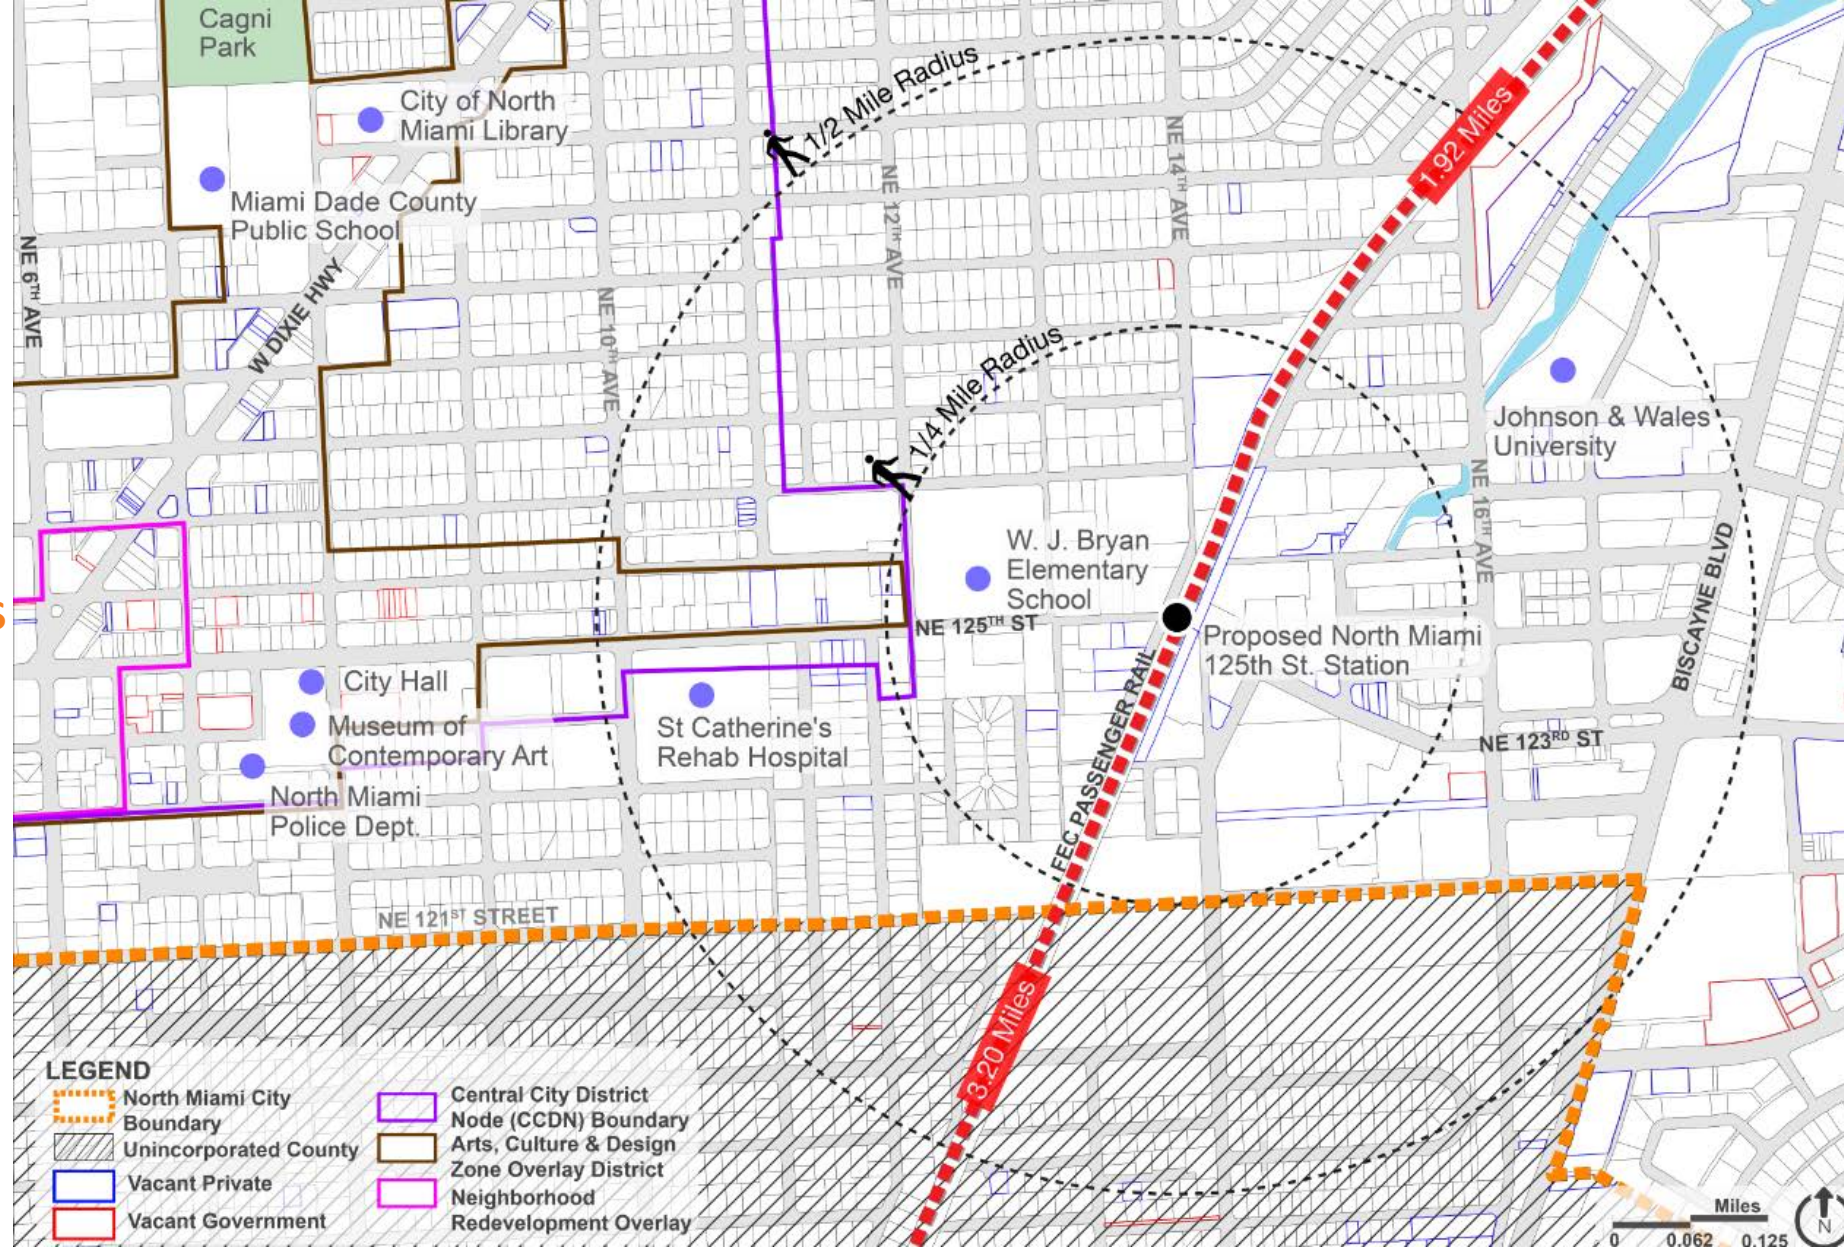 Cagni
Park
City of North
Miami Library
Miami Dade County
Public School
NE 6TH AVE
W DIXIE HWY
NE 10TH AVE
NE 12TH AVE
NE 14TH AVE
1/2 Mile Radius
1/4 Mile Radius
1.92 Miles
Johnson & Wales
University
NE 16TH AVE
BISCAYNE BLVD
W. J. Bryan
Elementary
School
NE 125TH ST
Proposed North Miami
125th St. Station
FEC PASSENGER RAIL
NE 123RD ST
s
City Hall
Museum of
Contemporary Art
North Miami
Police Dept.
St Catherine's
Rehab Hospital
NE 121ST STREET
3.20 Miles
LEGEND
North Miami City
Boundary
Unincorporated County
Vacant Private
Vacant Government
Central City District
Node (CCDN) Boundary
Arts, Culture & Design
Zone Overlay District
Neighborhood
Redevelopment Overlay
Miles
0 0.062 0.125
N